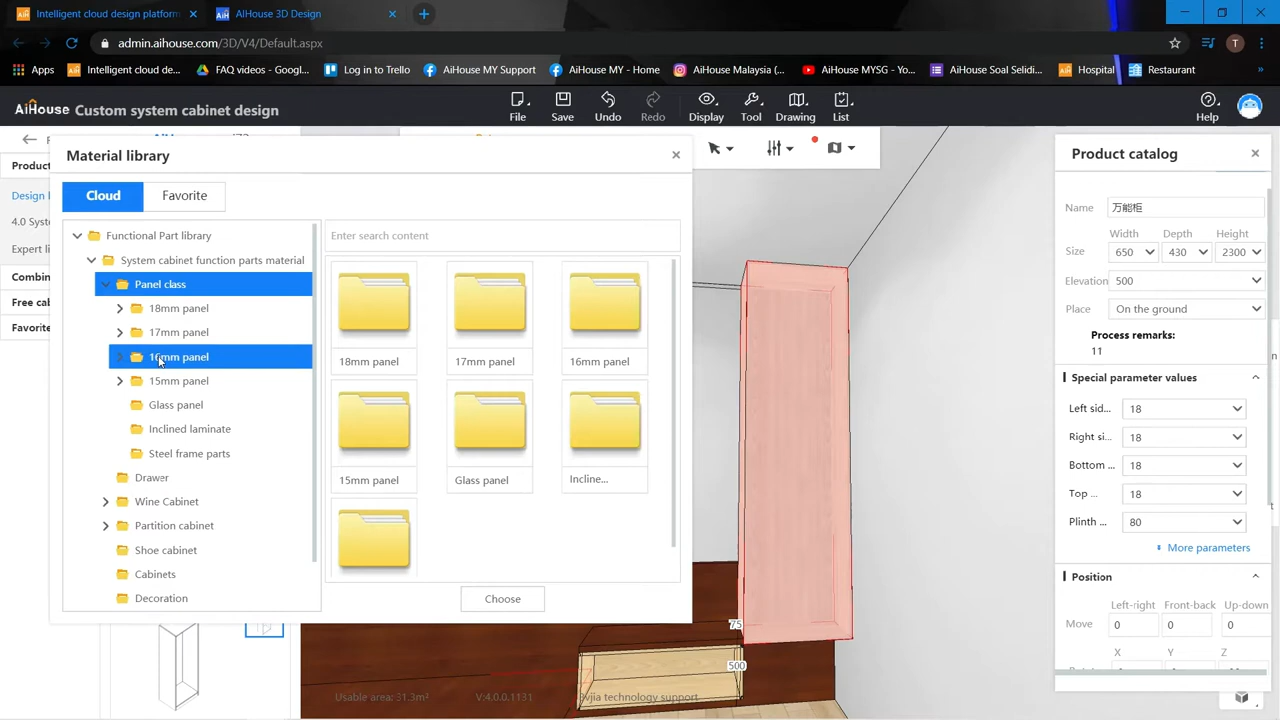 Intelligent cloud design platform
AiHouse 3D Design
admin.aihouse.com/3D/V4/Default.aspx
T
Apps
Intelligent cloud de...
FAQ videos - Googl...
Log in to Trello
AiHouse MY Support
AiHouse MY - Home
AiHouse Malaysia (...
AiHouse MYSG - Yo...
AiHouse Soal Selidi...
Hospital
Restaurant
AiHouse Custom system cabinet design
File
Save
Undo
Redo
Display
Tool
Drawing
List
Help
Material library
Cloud
Favorite
Enter search content
Functional Part library
System cabinet function parts material
Panel class
18mm panel
17mm panel
16mm panel
15mm panel
Glass panel
Inclined laminate
Steel frame parts
Drawer
Wine Cabinet
Partition cabinet
Shoe cabinet
Cabinets
Decoration
18mm panel
17mm panel
16mm panel
15mm panel
Glass panel
Incline...
Choose
Produc
Design l
4.0 Syst
Expert li
Combin
Free cab
Favorite
75
500
Usable area: 31.3m²
V:4.0.0.1131
3vjia technology support
Product catalog
Name
万能柜
Width
Depth
Height
Size
650
430
2300
Elevation
500
Place
On the ground
Process remarks:
11
Special parameter values
Left sid...
18
Right si...
18
Bottom ...
18
Top ...
18
Plinth ...
80
More parameters
Position
Left-right
Front-back
Up-down
Move
0
0
0
X
Y
Z